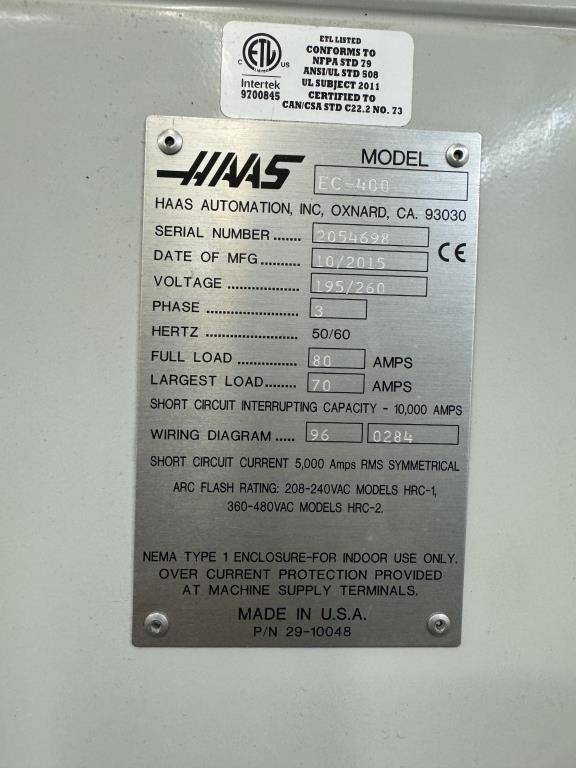 ETL LISTED
CONFORMS TO
NFPA STD 79
ANSI/UL STD 508
UL SUBJECT 2011
CERTIFIED TO
CAN/CSA STD C22.2 NO. 73
C ETL US
Intertek
9700845
HAAS
MODEL
EC-400
HAAS AUTOMATION, INC, OXNARD, CA. 93030
SERIAL NUMBER ....... 2054698
DATE OF MFG .......... 10/2015 CE
VOLTAGE ................ 195/260
PHASE ..................... 3
HERTZ ..................... 50/60
FULL LOAD .............. 80 AMPS
LARGEST LOAD........ 70 AMPS
SHORT CIRCUIT INTERRUPTING CAPACITY - 10,000 AMPS
WIRING DIAGRAM ..... 96 0284
SHORT CIRCUIT CURRENT 5,000 Amps RMS SYMMETRICAL
ARC FLASH RATING: 208-240VAC MODELS HRC-1,
360-480VAC MODELS HRC-2.
NEMA TYPE 1 ENCLOSURE-FOR INDOOR USE ONLY.
OVER CURRENT PROTECTION PROVIDED
AT MACHINE SUPPLY TERMINALS.
MADE IN U.S.A.
P/N 29-10048